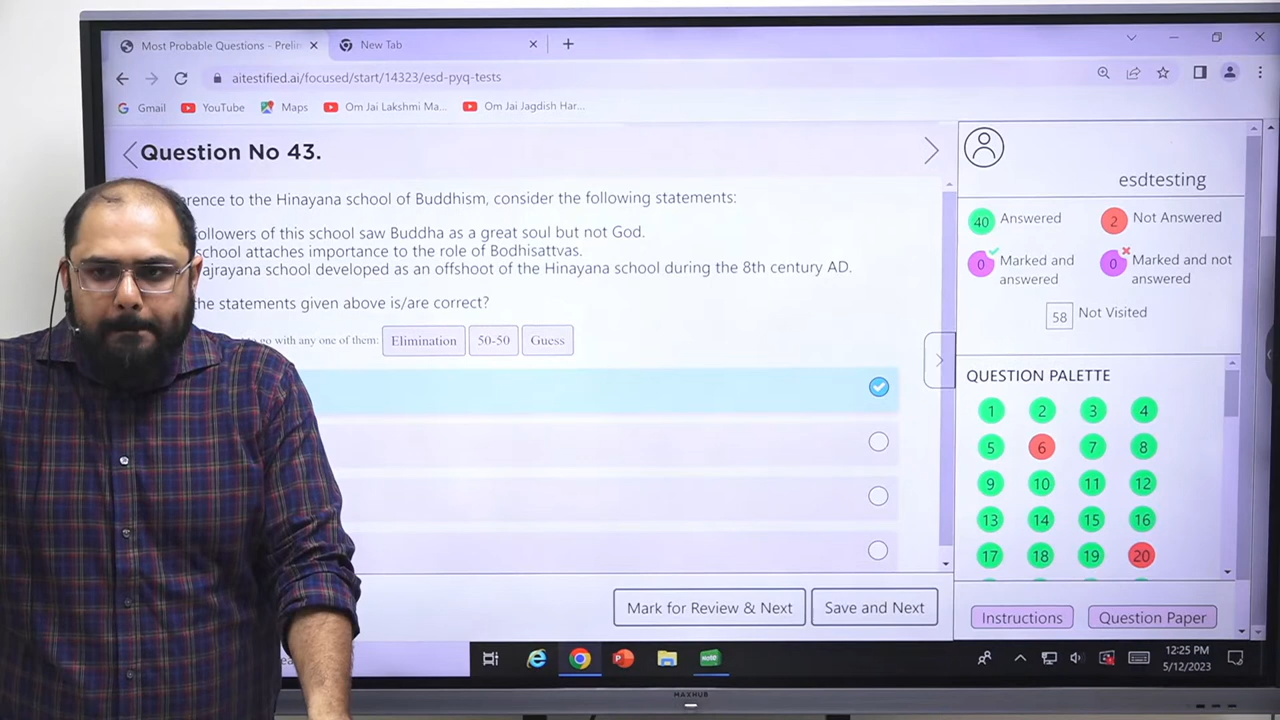 Most Probable Questions - Prelin
New Tab
aitestified.ai/focused/start/14323/esd-pyq-tests
Gmail
YouTube
Maps
Om Jai Lakshmi Ma...
Om Jai Jagdish Har...
Question No 43.
erence to the Hinayana school of Buddhism, consider the following statements:
ollowers of this school saw Buddha as a great soul but not God.
school attaches importance to the role of Bodhisattvas.
ajrayana school developed as an offshoot of the Hinayana school during the 8th century AD.
the statements given above is/are correct?
go with any one of them:
Elimination
50-50
Guess
Mark for Review & Next
Save and Next
esdtesting
40 Answered
2 Not Answered
0 Marked and answered
0 Marked and not answered
58 Not Visited
QUESTION PALETTE
1 2 3 4
5 6 7 8
9 10 11 12
13 14 15 16
17 18 19 20
Instructions
Question Paper
12:25 PM
5/12/2023
MAXHUB